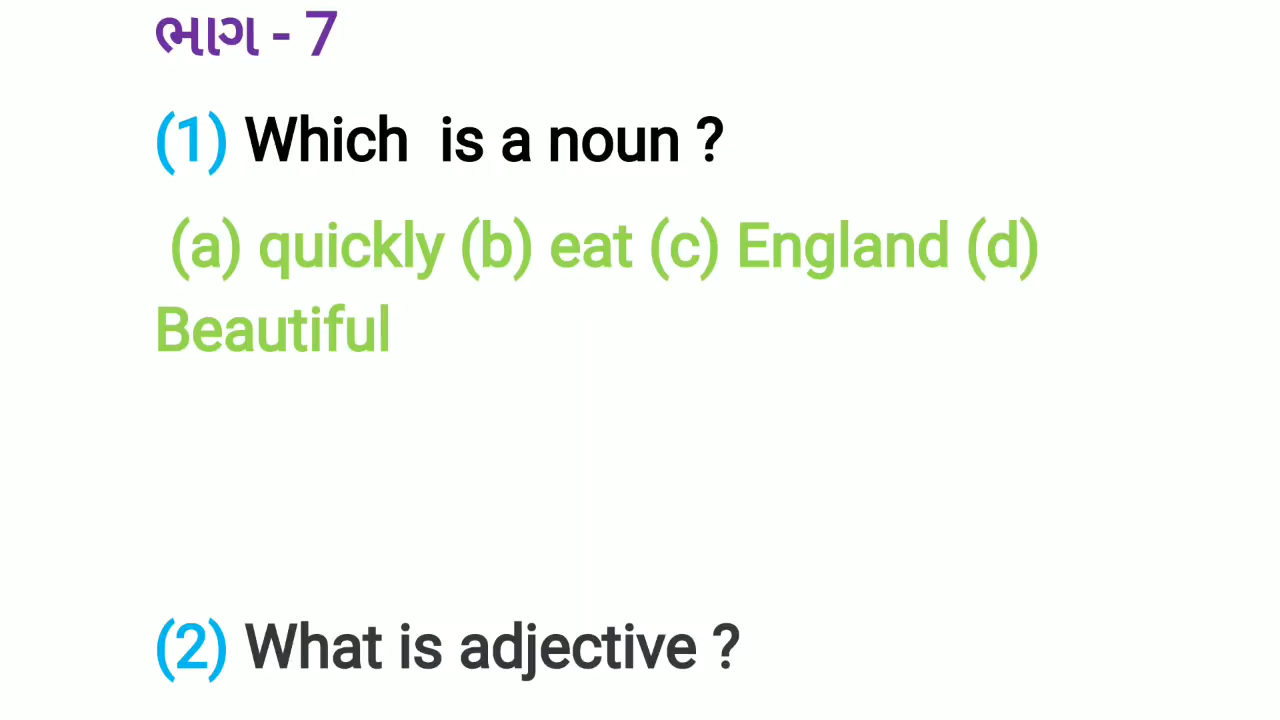 ભાગ - 7
(1) Which  is a noun ?
(a) quickly (b) eat (c) England (d)
Beautiful
(2) What is adjective ?